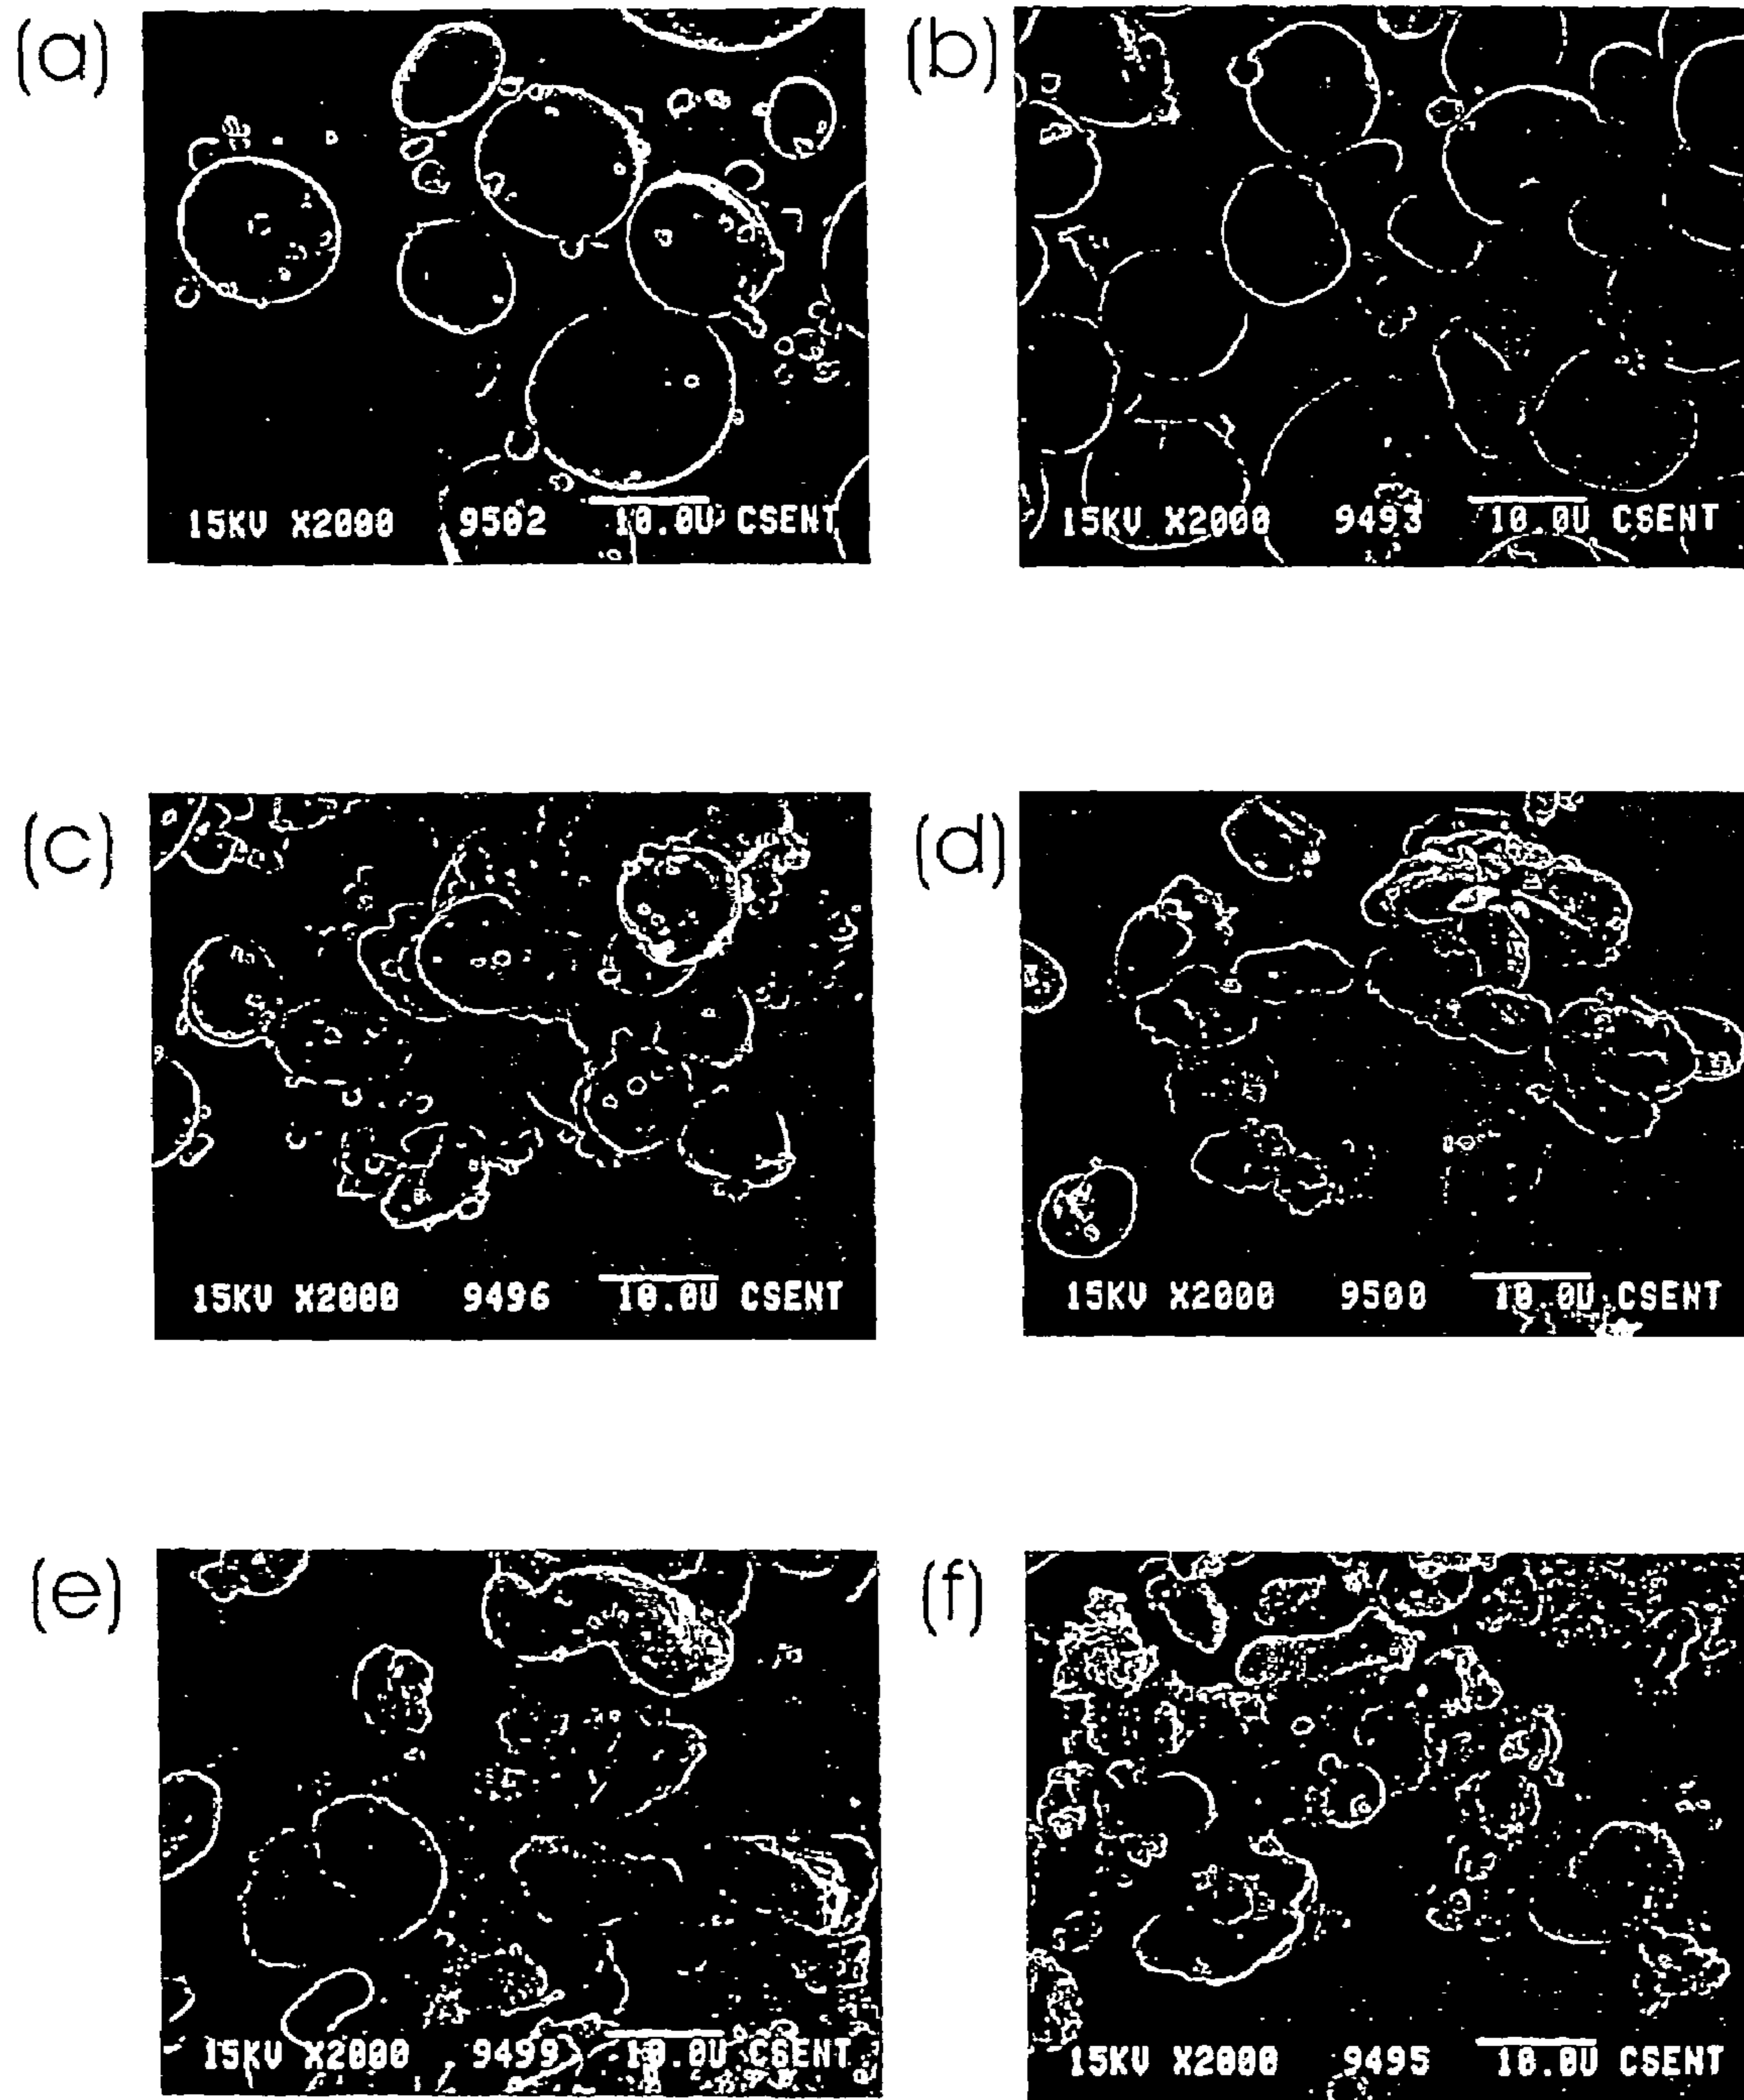 (a)
15KV X2000 9502 10.0U CSENT
(b)
15KV X2000 9493 10.0U CSENT
(c)
15KV X2000 9496 10.0U CSENT
(d)
15KV X2000 9500 10.0U CSENT
(e)
15KV X2000 9499 10.0U CSENT
(f)
15KV X2000 9495 10.0U CSENT